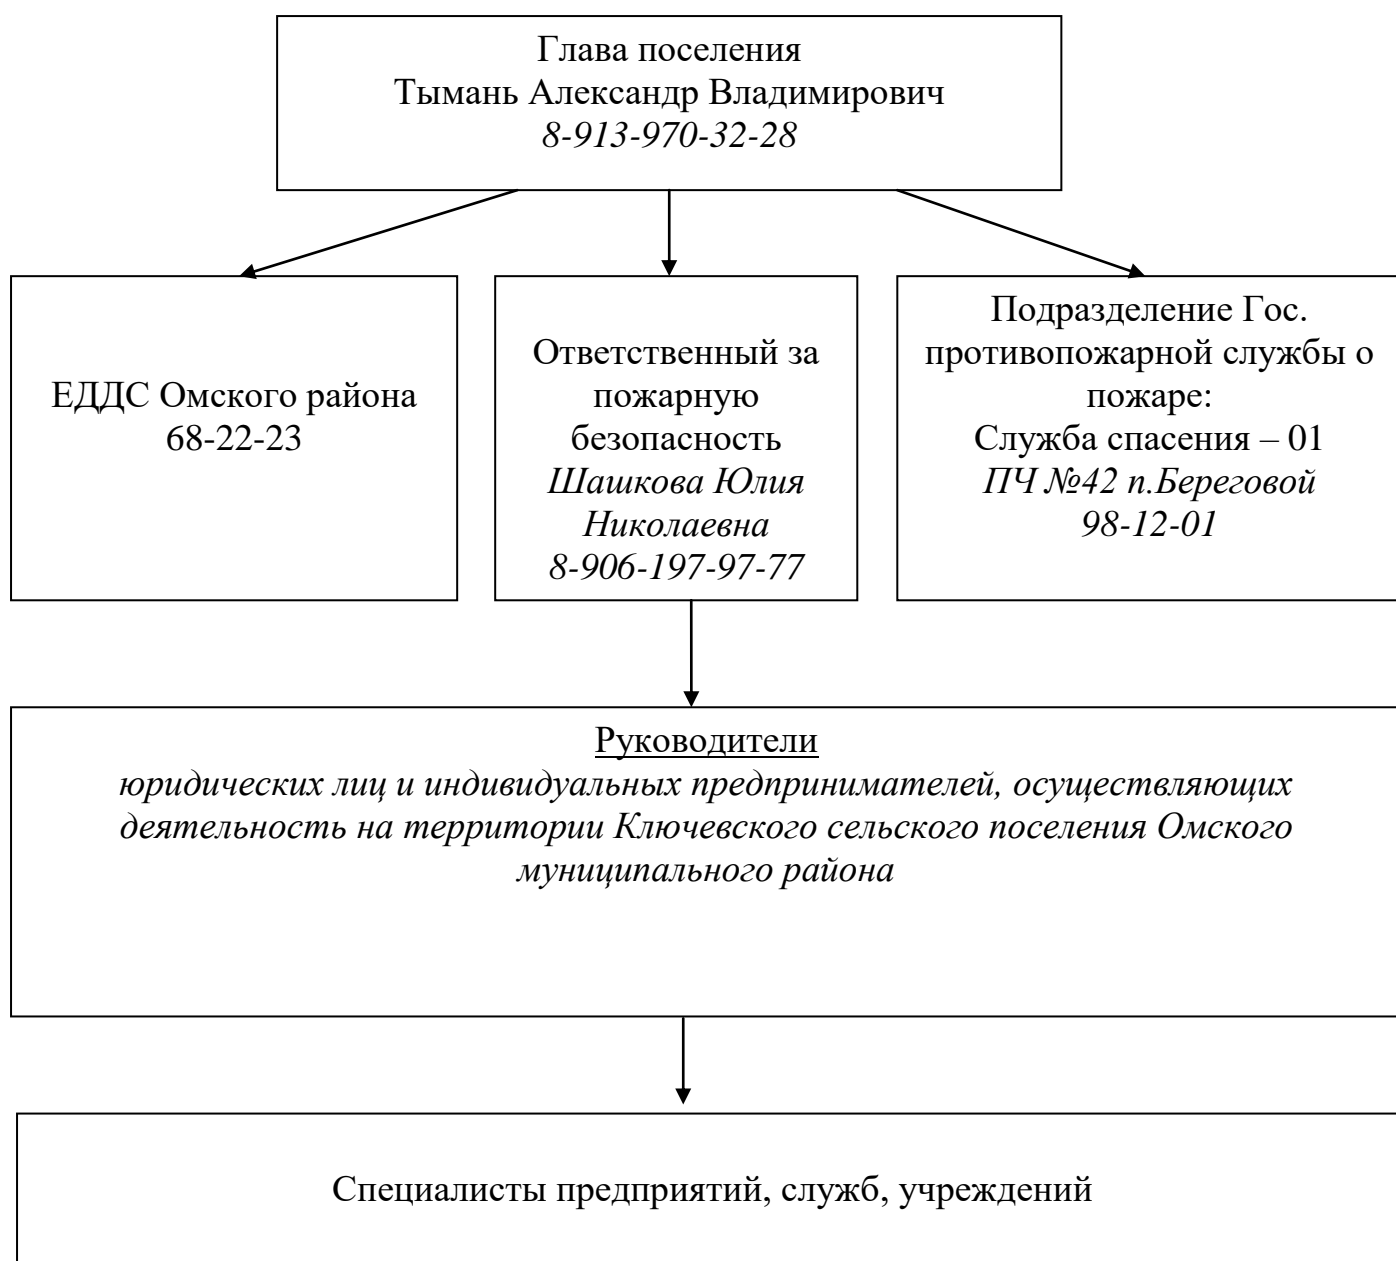 Глава поселения
Тымань Александр Владимирович
8-913-970-32-28
ЕДДС Омского района
68-22-23
Ответственный за
пожарную
безопасность
Шашкова Юлия
Николаевна
8-906-197-97-77
Подразделение Гос.
противопожарной службы о
пожаре:
Служба спасения – 01
ПЧ №42 п.Береговой
98-12-01
Руководители
юридических лиц и индивидуальных предпринимателей, осуществляющих
деятельность на территории Ключевского сельского поселения Омского
муниципального района
Специалисты предприятий, служб, учреждений